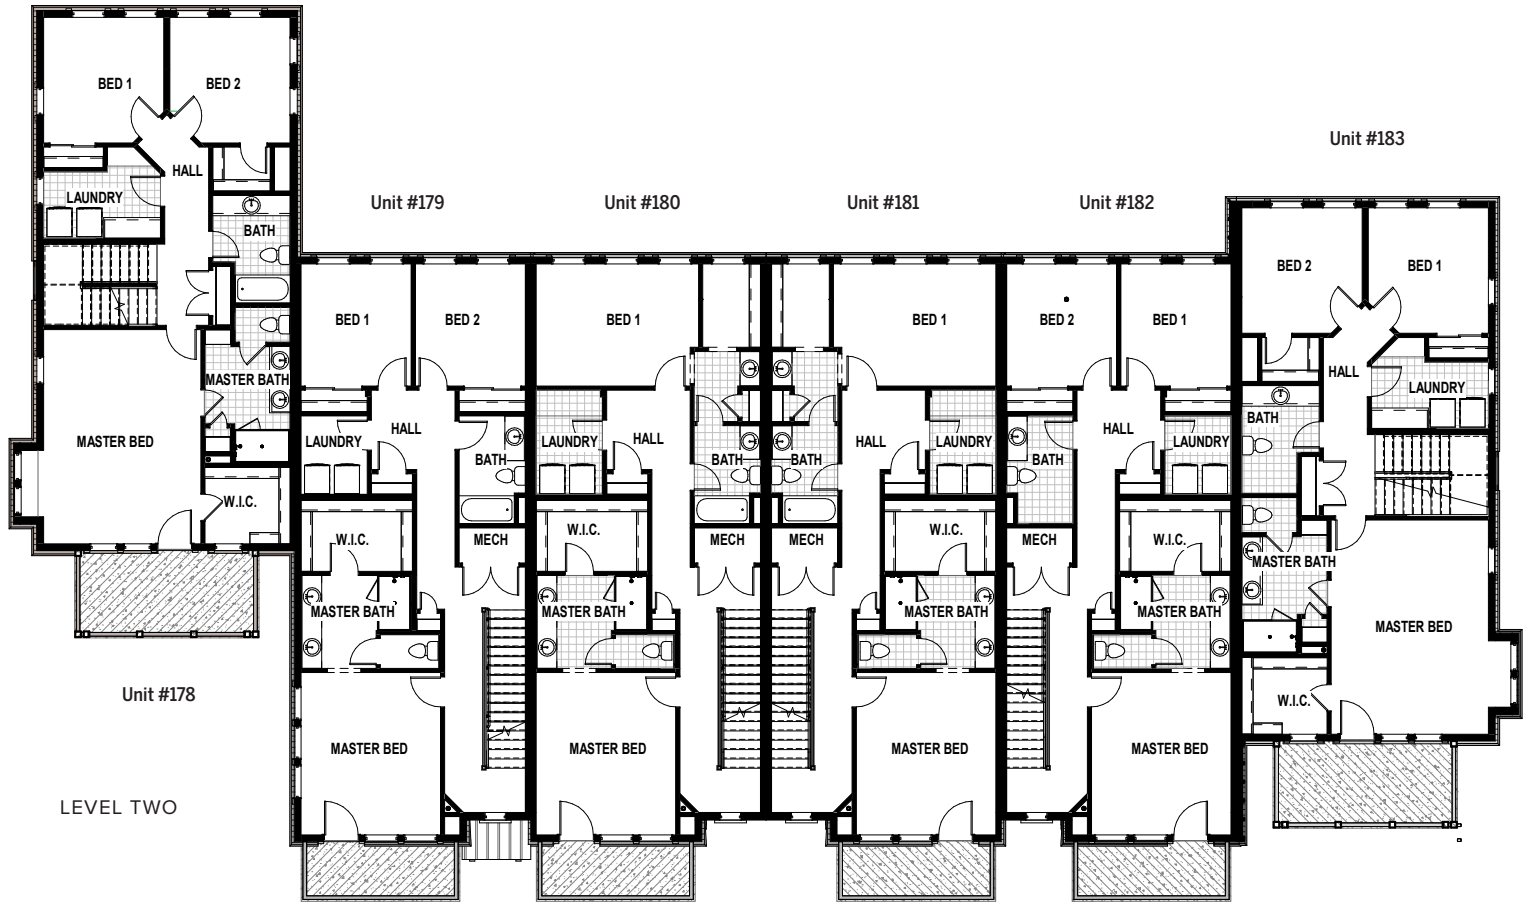 Unit #178
BED 1
BED 2
HALL
LAUNDRY
BATH
MASTER BATH
MASTER BED
W.I.C.
Unit #179
BED 1
BED 2
LAUNDRY
HALL
BATH
W.I.C.
MECH
MASTER BATH
MASTER BED
Unit #180
BED 1
LAUNDRY
HALL
BATH
W.I.C.
MECH
MASTER BATH
MASTER BED
Unit #181
BED 1
BATH
HALL
LAUNDRY
MECH
W.I.C.
MASTER BATH
MASTER BED
Unit #182
BED 2
BED 1
BATH
HALL
LAUNDRY
MECH
W.I.C.
MASTER BATH
MASTER BED
Unit #183
BED 2
BED 1
HALL
LAUNDRY
BATH
MASTER BATH
MASTER BED
W.I.C.
LEVEL TWO